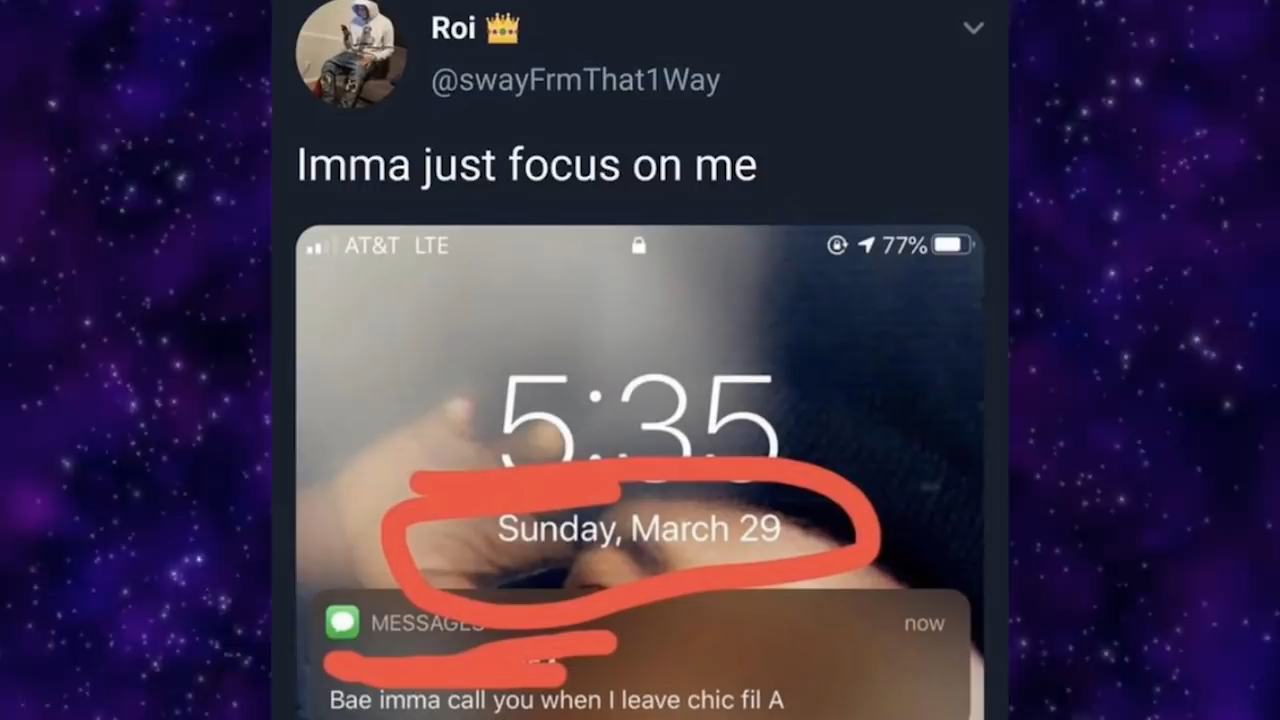 Roi 👑
@swayFrmThat1Way
Imma just focus on me
AT&T LTE 77%
5:35
Sunday, March 29
MESSAGES now
Bae imma call you when I leave chic fil A